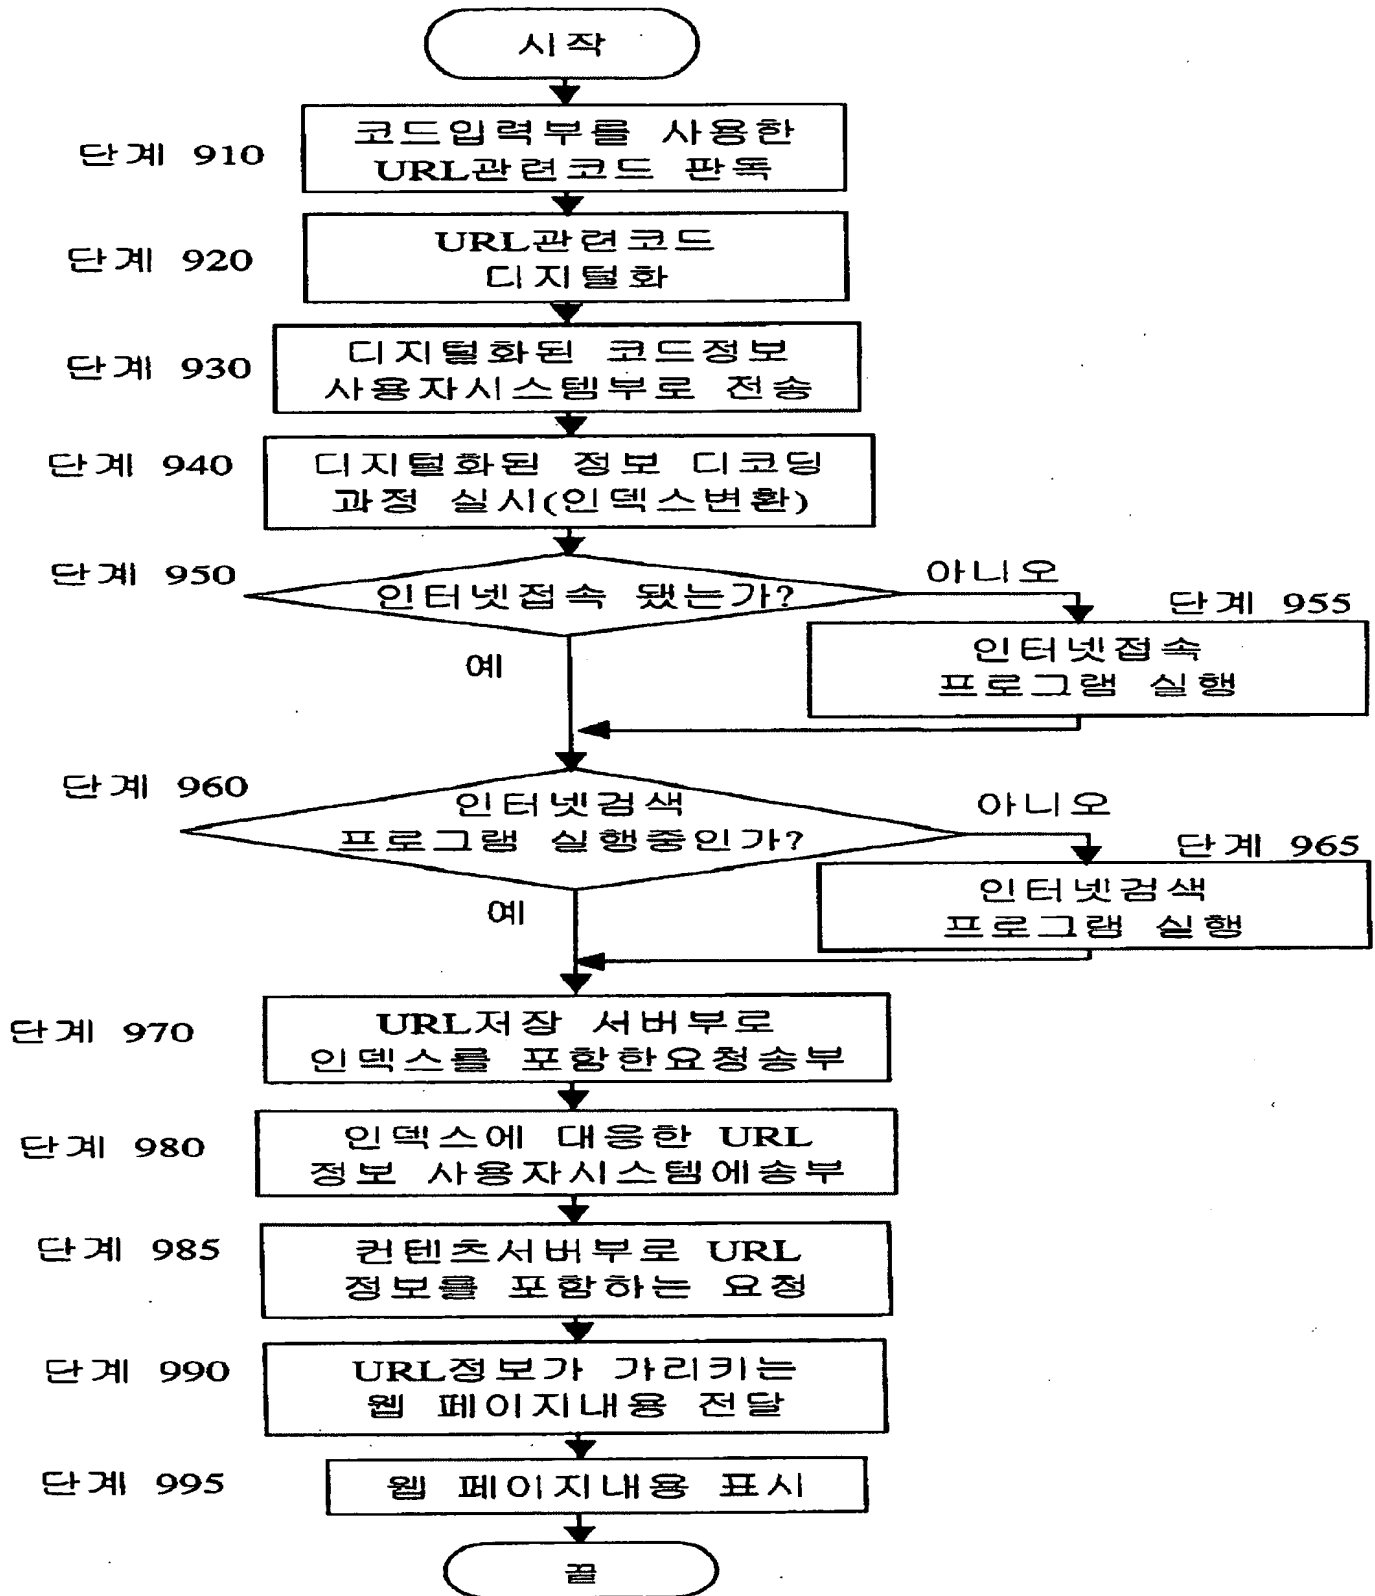 시작
단계 910
코드입력부를 사용한
URL관련코드 판독
단계 920
URL관련코드
디지털화
단계 930
디지털화된 코드정보
사용자시스템부로 전송
단계 940
디지털화된 정보 디코딩
과정 실시(인덱스변환)
단계 950
인터넷접속 됐는가?
아니오
예
단계 955
인터넷접속
프로그램 실행
단계 960
인터넷검색
프로그램 실행중인가?
아니오
예
단계 965
인터넷검색
프로그램 실행
단계 970
URL저장 서버부로
인덱스를 포함한요청송부
단계 980
인덱스에 대응한 URL
정보 사용자시스템에송부
단계 985
컨텐츠서버부로 URL
정보를 포함하는 요청
단계 990
URL정보가 가리키는
웹 페이지내용 전달
단계 995
웹 페이지내용 표시
끝